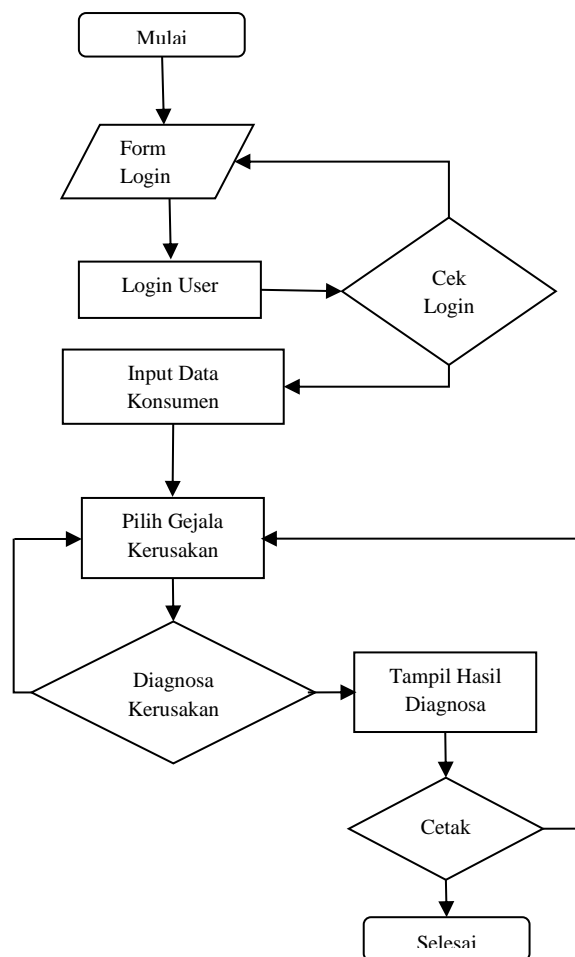 Mulai
Form
Login
Login User
Cek
Login
Input Data
Konsumen
Pilih Gejala
Kerusakan
Diagnosa
Kerusakan
Tampil Hasil
Diagnosa
Cetak
Selesai